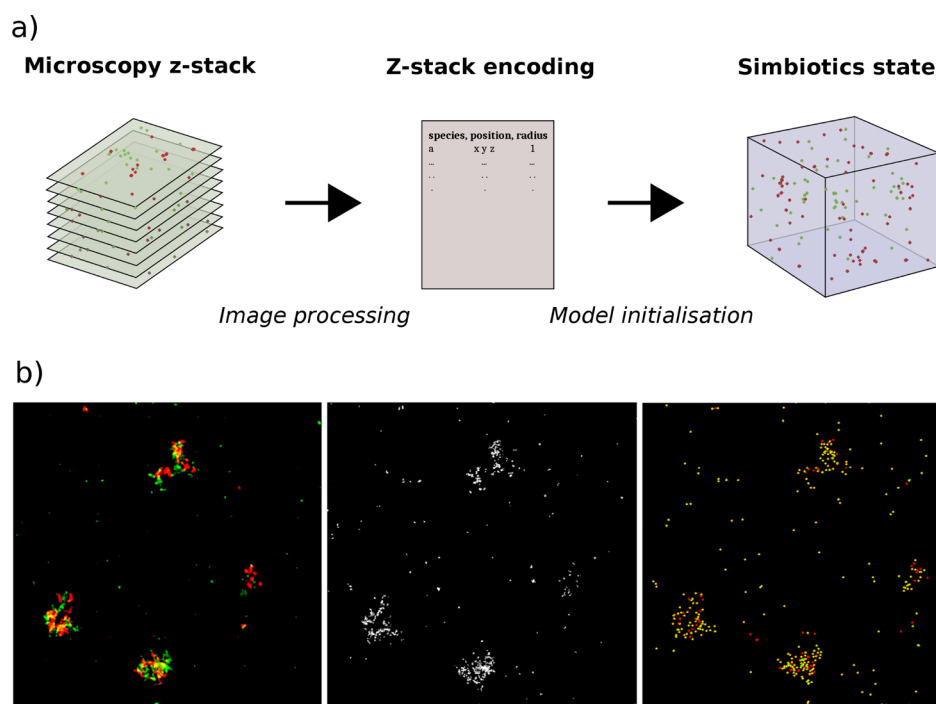 a)
Microscopy z-stack
Z-stack encoding
Simbiotics state
species, position, radius
a x y z 1
... ... ...
. . . . . .
. . .
Image processing
Model initialisation
b)